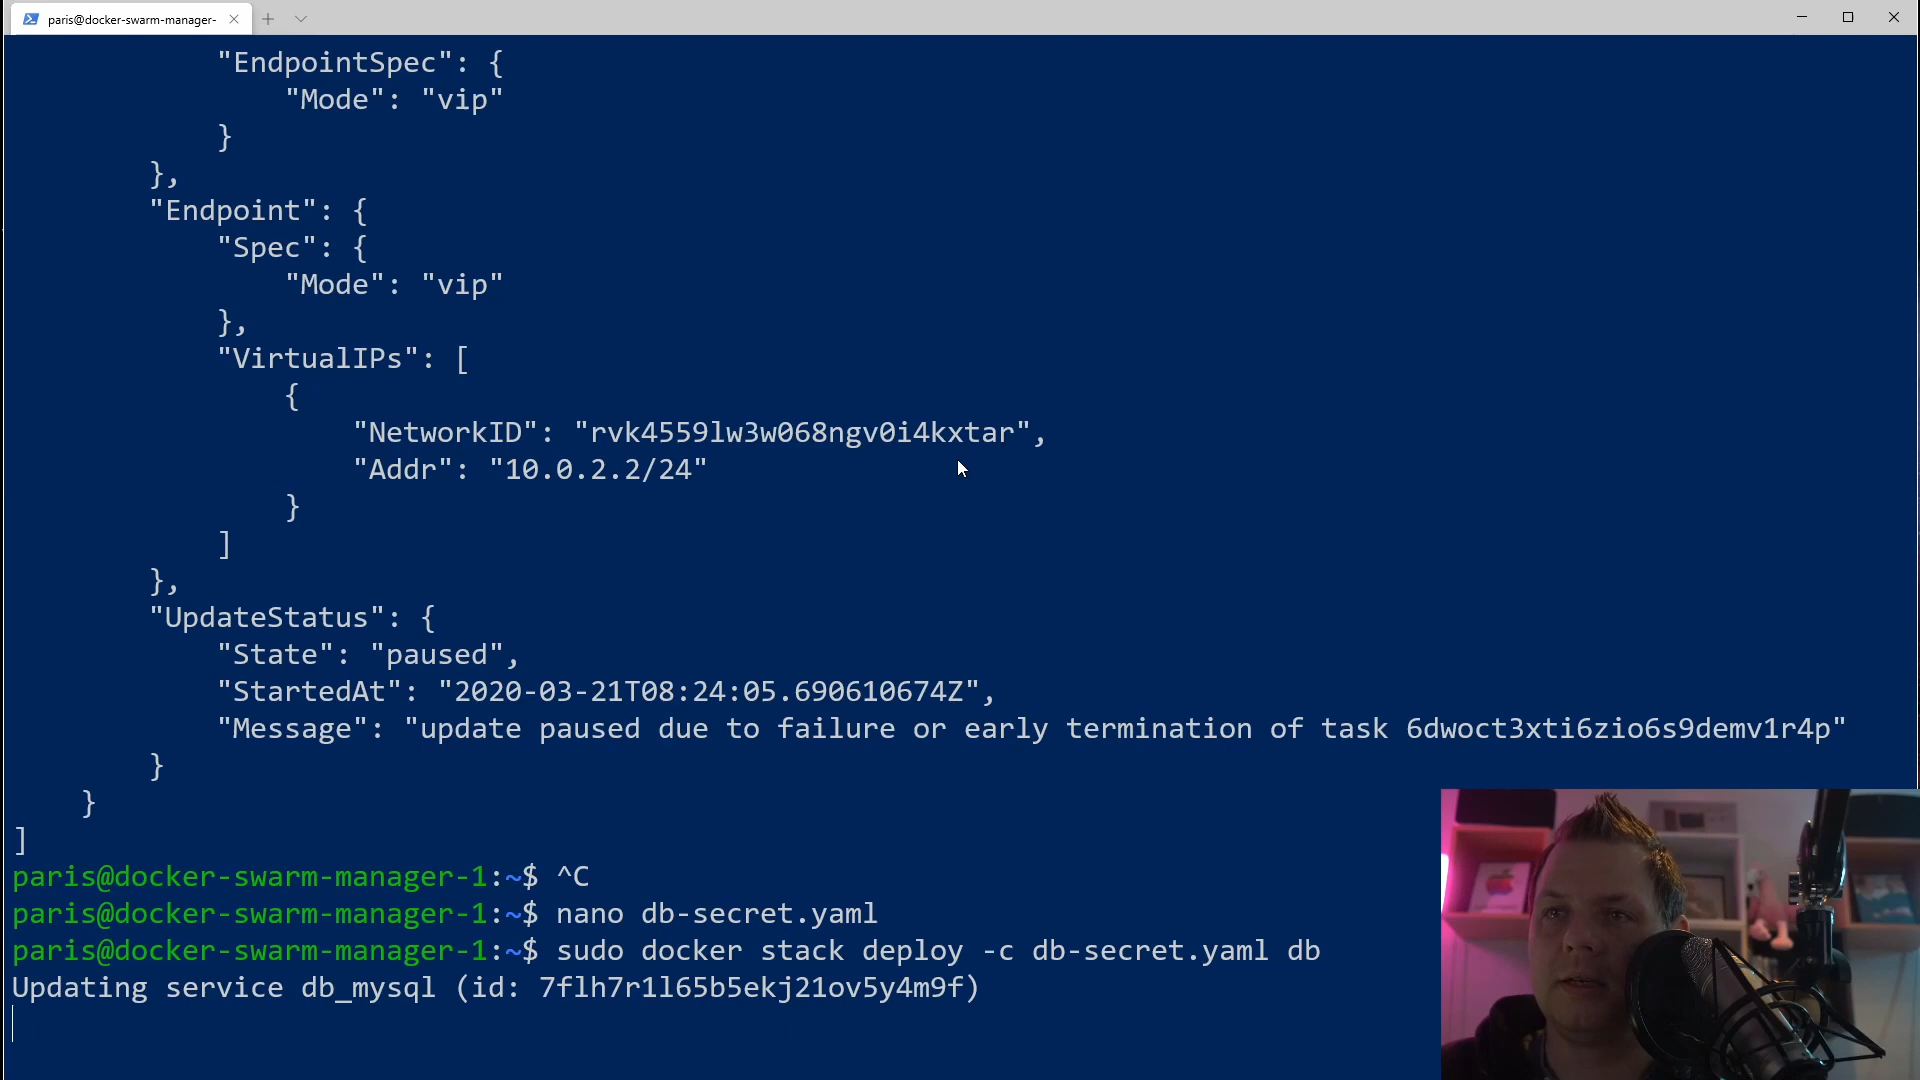 paris@docker-swarm-manager-
"EndpointSpec": {
"Mode": "vip"
}
},
"Endpoint": {
"Spec": {
"Mode": "vip"
},
"VirtualIPs": [
{
"NetworkID": "rvk4559lw3w068ngv0i4kxtar",
"Addr": "10.0.2.2/24"
}
]
},
"UpdateStatus": {
"State": "paused",
"StartedAt": "2020-03-21T08:24:05.690610674Z",
"Message": "update paused due to failure or early termination of task 6dwoct3xti6zio6s9demv1r4p"
}
}
]
paris@docker-swarm-manager-1:~$ ^C
paris@docker-swarm-manager-1:~$ nano db-secret.yaml
paris@docker-swarm-manager-1:~$ sudo docker stack deploy -c db-secret.yaml db
Updating service db_mysql (id: 7flh7r1l65b5ekj21ov5y4m9f)